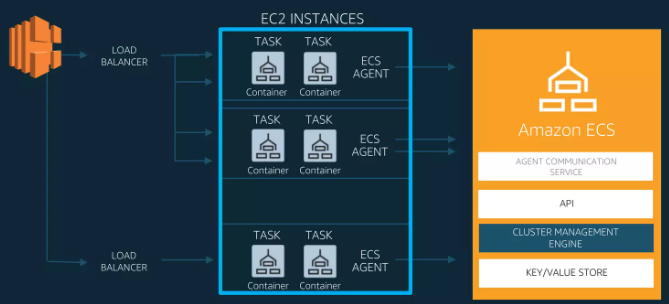 EC2 INSTANCES
TASK TASK
LOAD
BALANCER
ECS
AGENT
Container Container
TASK TASK
ECS
AGENT
Container Container
TASK TASK
LOAD
BALANCER
ECS
AGENT
Container Container
Amazon ECS
AGENT COMMUNICATION
SERVICE
API
CLUSTER MANAGEMENT
ENGINE
KEY/VALUE STORE